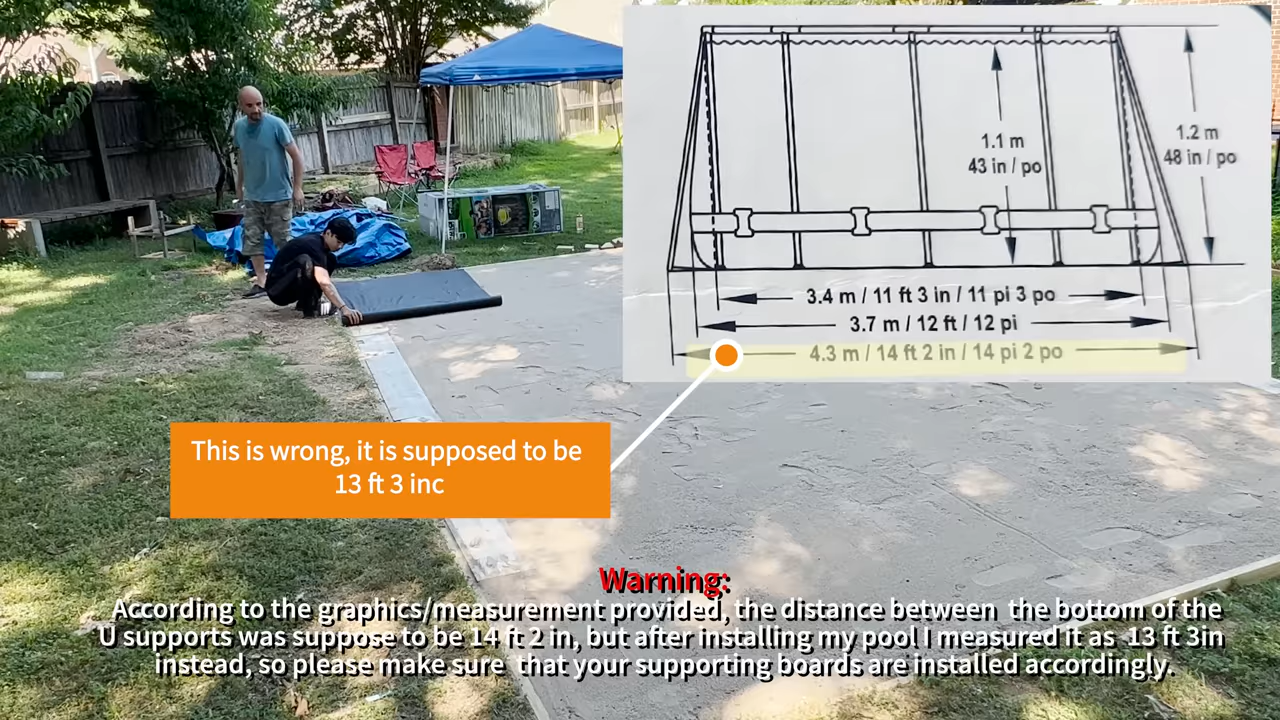 1.1 m
43 in / po
1.2 m
48 in / po
3.4 m / 11 ft 3 in / 11 pi 3 po
3.7 m / 12 ft / 12 pi
4.3 m / 14 ft 2 in / 14 pi 2 po
This is wrong, it is supposed to be
13 ft 3 inc
Warning:
According to the graphics/measurement provided, the distance between the bottom of the
U supports was suppose to be 14 ft 2 in, but after installing my pool I measured it as 13 ft 3in
instead, so please make sure that your supporting boards are installed accordingly.